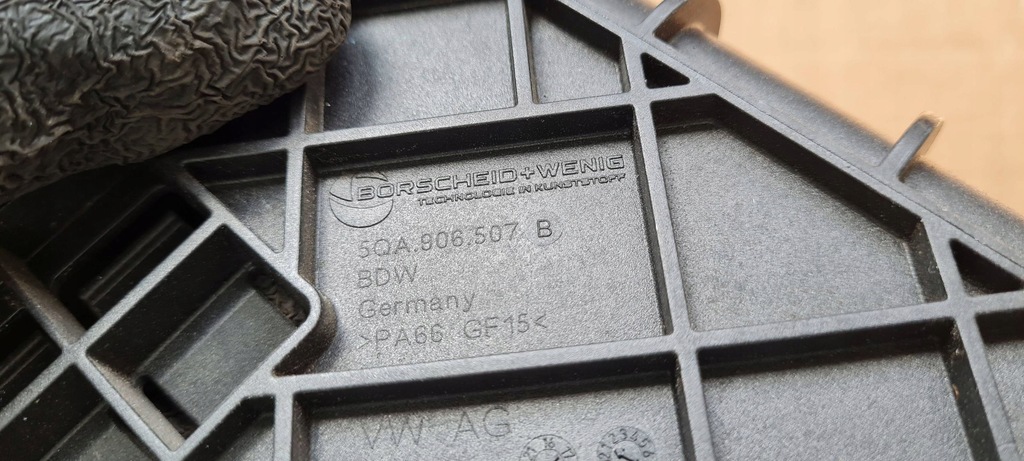 BORSCHEID+WENIG
TECHNOLOGIE IN KUNSTSTOFF
5QA.906.507 B
BDW
Germany
>PA66 GF15<
VW AG